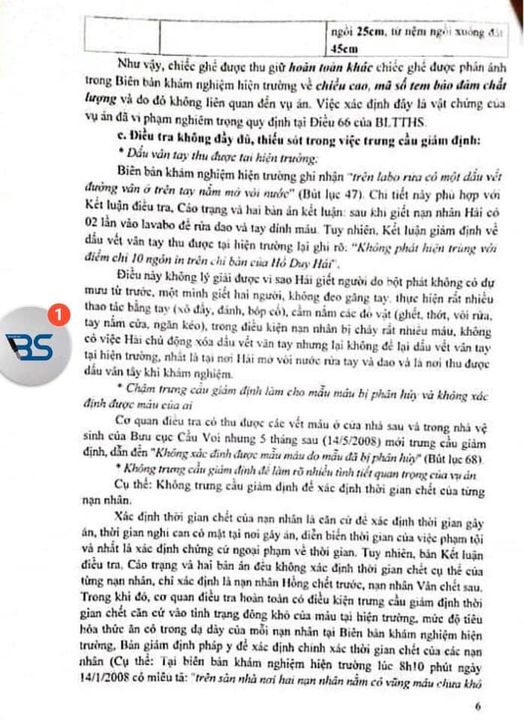 ngồi 25cm, từ nệm ngồi xuống đất
45cm
Như vậy, chiếc ghế được thu giữ hoàn toàn khác chiếc ghế được phản ánh
trong Biên bản khám nghiệm hiện trường về chiều cao, mã số tem bảo đảm chất
lượng và do đó không liên quan đến vụ án. Việc xác định đây là vật chứng của
vụ án đã vi phạm nghiêm trọng quy định tại Điều 66 của BLTTHS.
c. Điều tra không đầy đủ, thiếu sót trong việc trưng cầu giám định:
* Dấu vân tay thu được tại hiện trường:
Biên bản khám nghiệm hiện trường ghi nhận "trên labo rửa có một dấu vết
đường vân ở trên tay nắm mở vòi nước" (Bút lục 47). Chi tiết này phù hợp với
Kết luận điều tra, Cáo trạng và hai bản án kết luận: sau khi giết nạn nhân Hải có
02 lần vào lavabo để rửa dao và tay dính máu. Tuy nhiên, Kết luận giám định về
dấu vết vân tay thu được tại hiện trường lại ghi rõ: "Không phát hiện trùng với
điểm chỉ 10 ngón in trên chỉ bản của Hồ Duy Hải".
Điều này không lý giải được vì sao Hải giết người do bột phát không có dự
mưu từ trước, một mình giết hai người, không đeo găng tay, thực hiện rất nhiều
thao tác bằng tay (xô đẩy, đánh, bóp cổ), cầm nắm các đồ vật (ghế, thớt, vòi rửa,
tay nắm cửa, ngăn kéo), trong điều kiện nạn nhân bị chảy rất nhiều máu, không
có việc Hải chủ động xóa dấu vết vân tay nhưng lại không để lại dấu vết vân tay
tại hiện trường, nhất là tại nơi Hải mở vòi nước rửa tay và dao và là nơi thu được
dấu vân tây khi khám nghiệm.
* Chậm trưng cầu giám định làm cho mẫu máu bị phân hủy và không xác
định được máu của ai
Cơ quan điều tra có thu được các vết máu ở cửa nhà sau và trong nhà vệ
sinh của Bưu cục Cầu Voi nhưng 5 tháng sau (14/5/2008) mới trưng cầu giám
định, dẫn đến "Không xác định được mẫu máu do mẫu đã bị phân hủy" (Bút lục 68).
* Không trưng cầu giám định để làm rõ nhiều tình tiết quan trọng của vụ án
Cụ thể: Không trưng cầu giám định để xác định thời gian chết của từng
nạn nhân.
Xác định thời gian chết của nạn nhân là căn cứ để xác định thời gian gây
án, thời gian nghi can có mặt tại nơi gây án, diễn biến thời gian của việc phạm tội
và nhất là xác định chứng cứ ngoại phạm về thời gian. Tuy nhiên, bản Kết luận
điều tra, Cáo trạng và hai bản án đều không xác định thời gian chết cụ thể của
từng nạn nhân, chỉ xác định là nạn nhân Hồng chết trước, nạn nhân Vân chết sau.
Trong khi đó, cơ quan điều tra hoàn toàn có điều kiện trưng cầu giám định thời
gian chết căn cứ vào tình trạng đông khô của máu tại hiện trường, mức độ tiêu
hóa thức ăn có trong dạ dày của mỗi nạn nhân tại Biên bản khám nghiệm hiện
trường, Bản giám định pháp y để xác định chính xác thời gian chết của các nạn
nhân (Cụ thể: Tại biên bản khám nghiệm hiện trường lúc 8h10 phút ngày
14/1/2008 có miêu tả: "trên sàn nhà nơi hai nạn nhân nằm có vũng máu chưa khô
6
BS
1